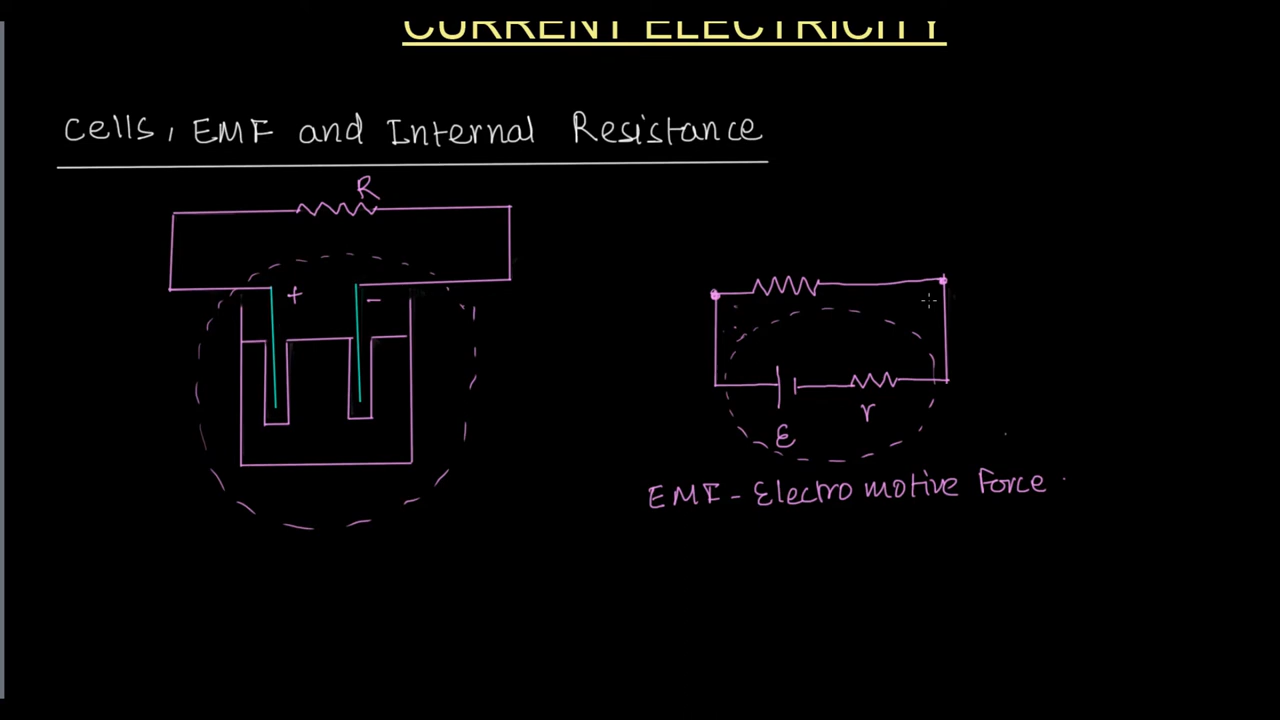 CURRENT ELECTRICITY
Cells, EMF and Internal Resistance
R
+ -
r
ε
EMF - Electro motive Force